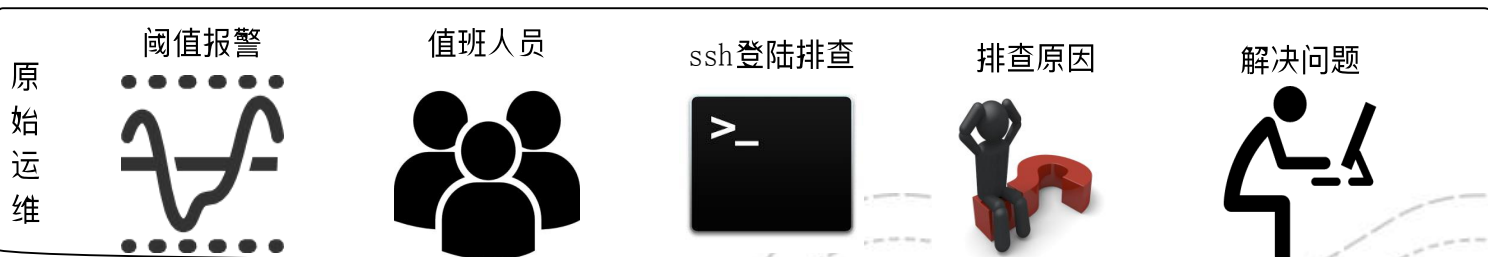 原始运维
阈值报警
值班人员
ssh登陆排查
>_
排查原因
解决问题